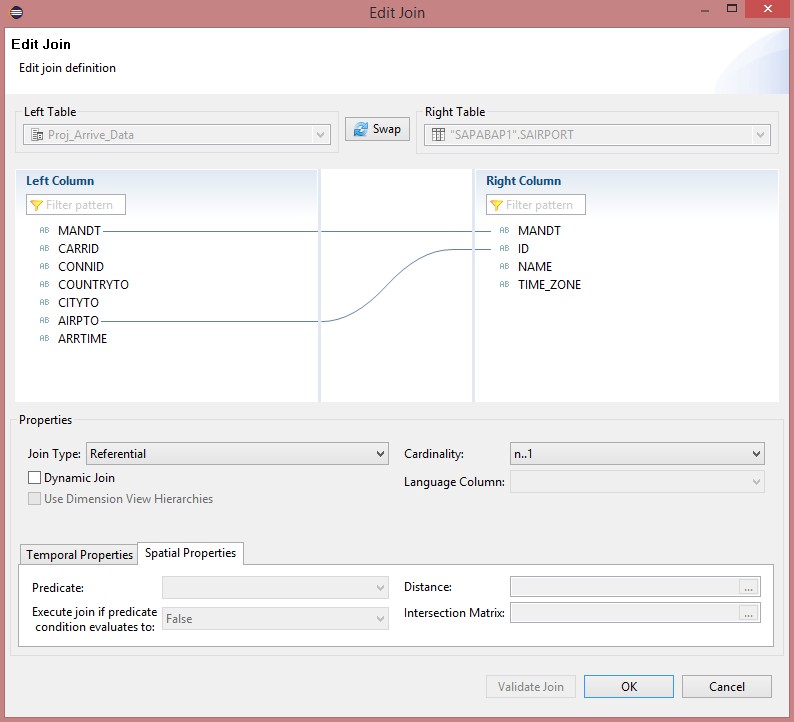 Edit Join
Edit Join
Edit join definition
Left Table
Right Table
Proj_Arrive_Data
Swap
"SAPABAP1".SAIRPORT
Left Column
Right Column
Filter pattern
Filter pattern
AB MANDT
AB MANDT
AB CARRID
AB ID
AB CONNID
AB NAME
AB COUNTRYTO
AB TIME_ZONE
AB CITYTO
AB AIRPTO
AB ARRTIME
Properties
Join Type: Referential
Cardinality: n..1
Dynamic Join
Language Column:
Use Dimension View Hierarchies
Temporal Properties
Spatial Properties
Predicate:
Distance: ...
Execute join if predicate
condition evaluates to: False
Intersection Matrix: ...
Validate Join
OK
Cancel